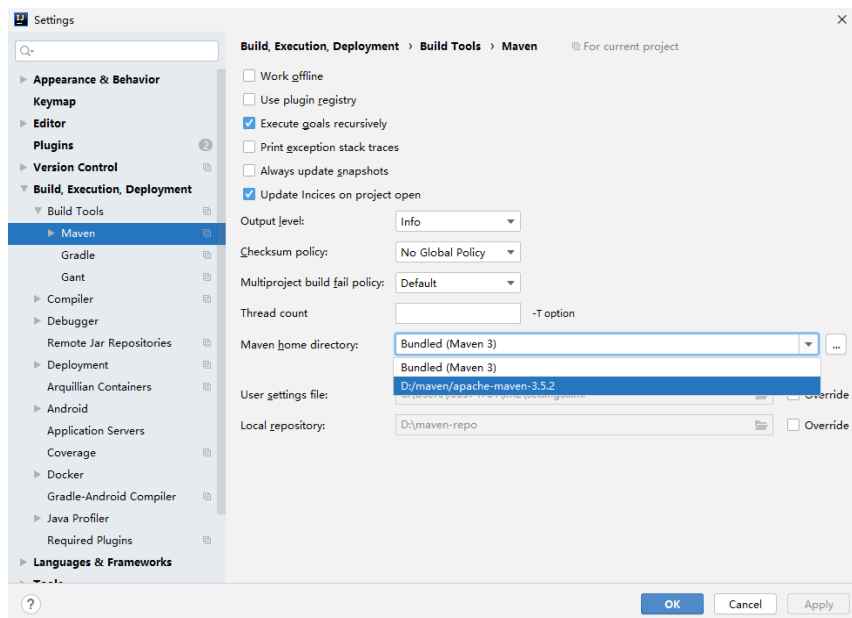 Settings
Build, Execution, Deployment › Build Tools › Maven For current project
Appearance & Behavior
Keymap
Editor
Plugins 2
Version Control
Build, Execution, Deployment
Build Tools
Maven
Gradle
Gant
Compiler
Debugger
Remote Jar Repositories
Deployment
Arquillian Containers
Android
Application Servers
Coverage
Docker
Gradle-Android Compiler
Java Profiler
Required Plugins
Languages & Frameworks
Tools
Work offline
Use plugin registry
Execute goals recursively
Print exception stack traces
Always update snapshots
Update Incices on project open
Output level: Info
Checksum policy: No Global Policy
Multiproject build fail policy: Default
Thread count -T option
Maven home directory: Bundled (Maven 3) ...
Bundled (Maven 3)
D:/maven/apache-maven-3.5.2
User settings file: Override
Local repository: D:\maven-repo Override
? OK Cancel Apply